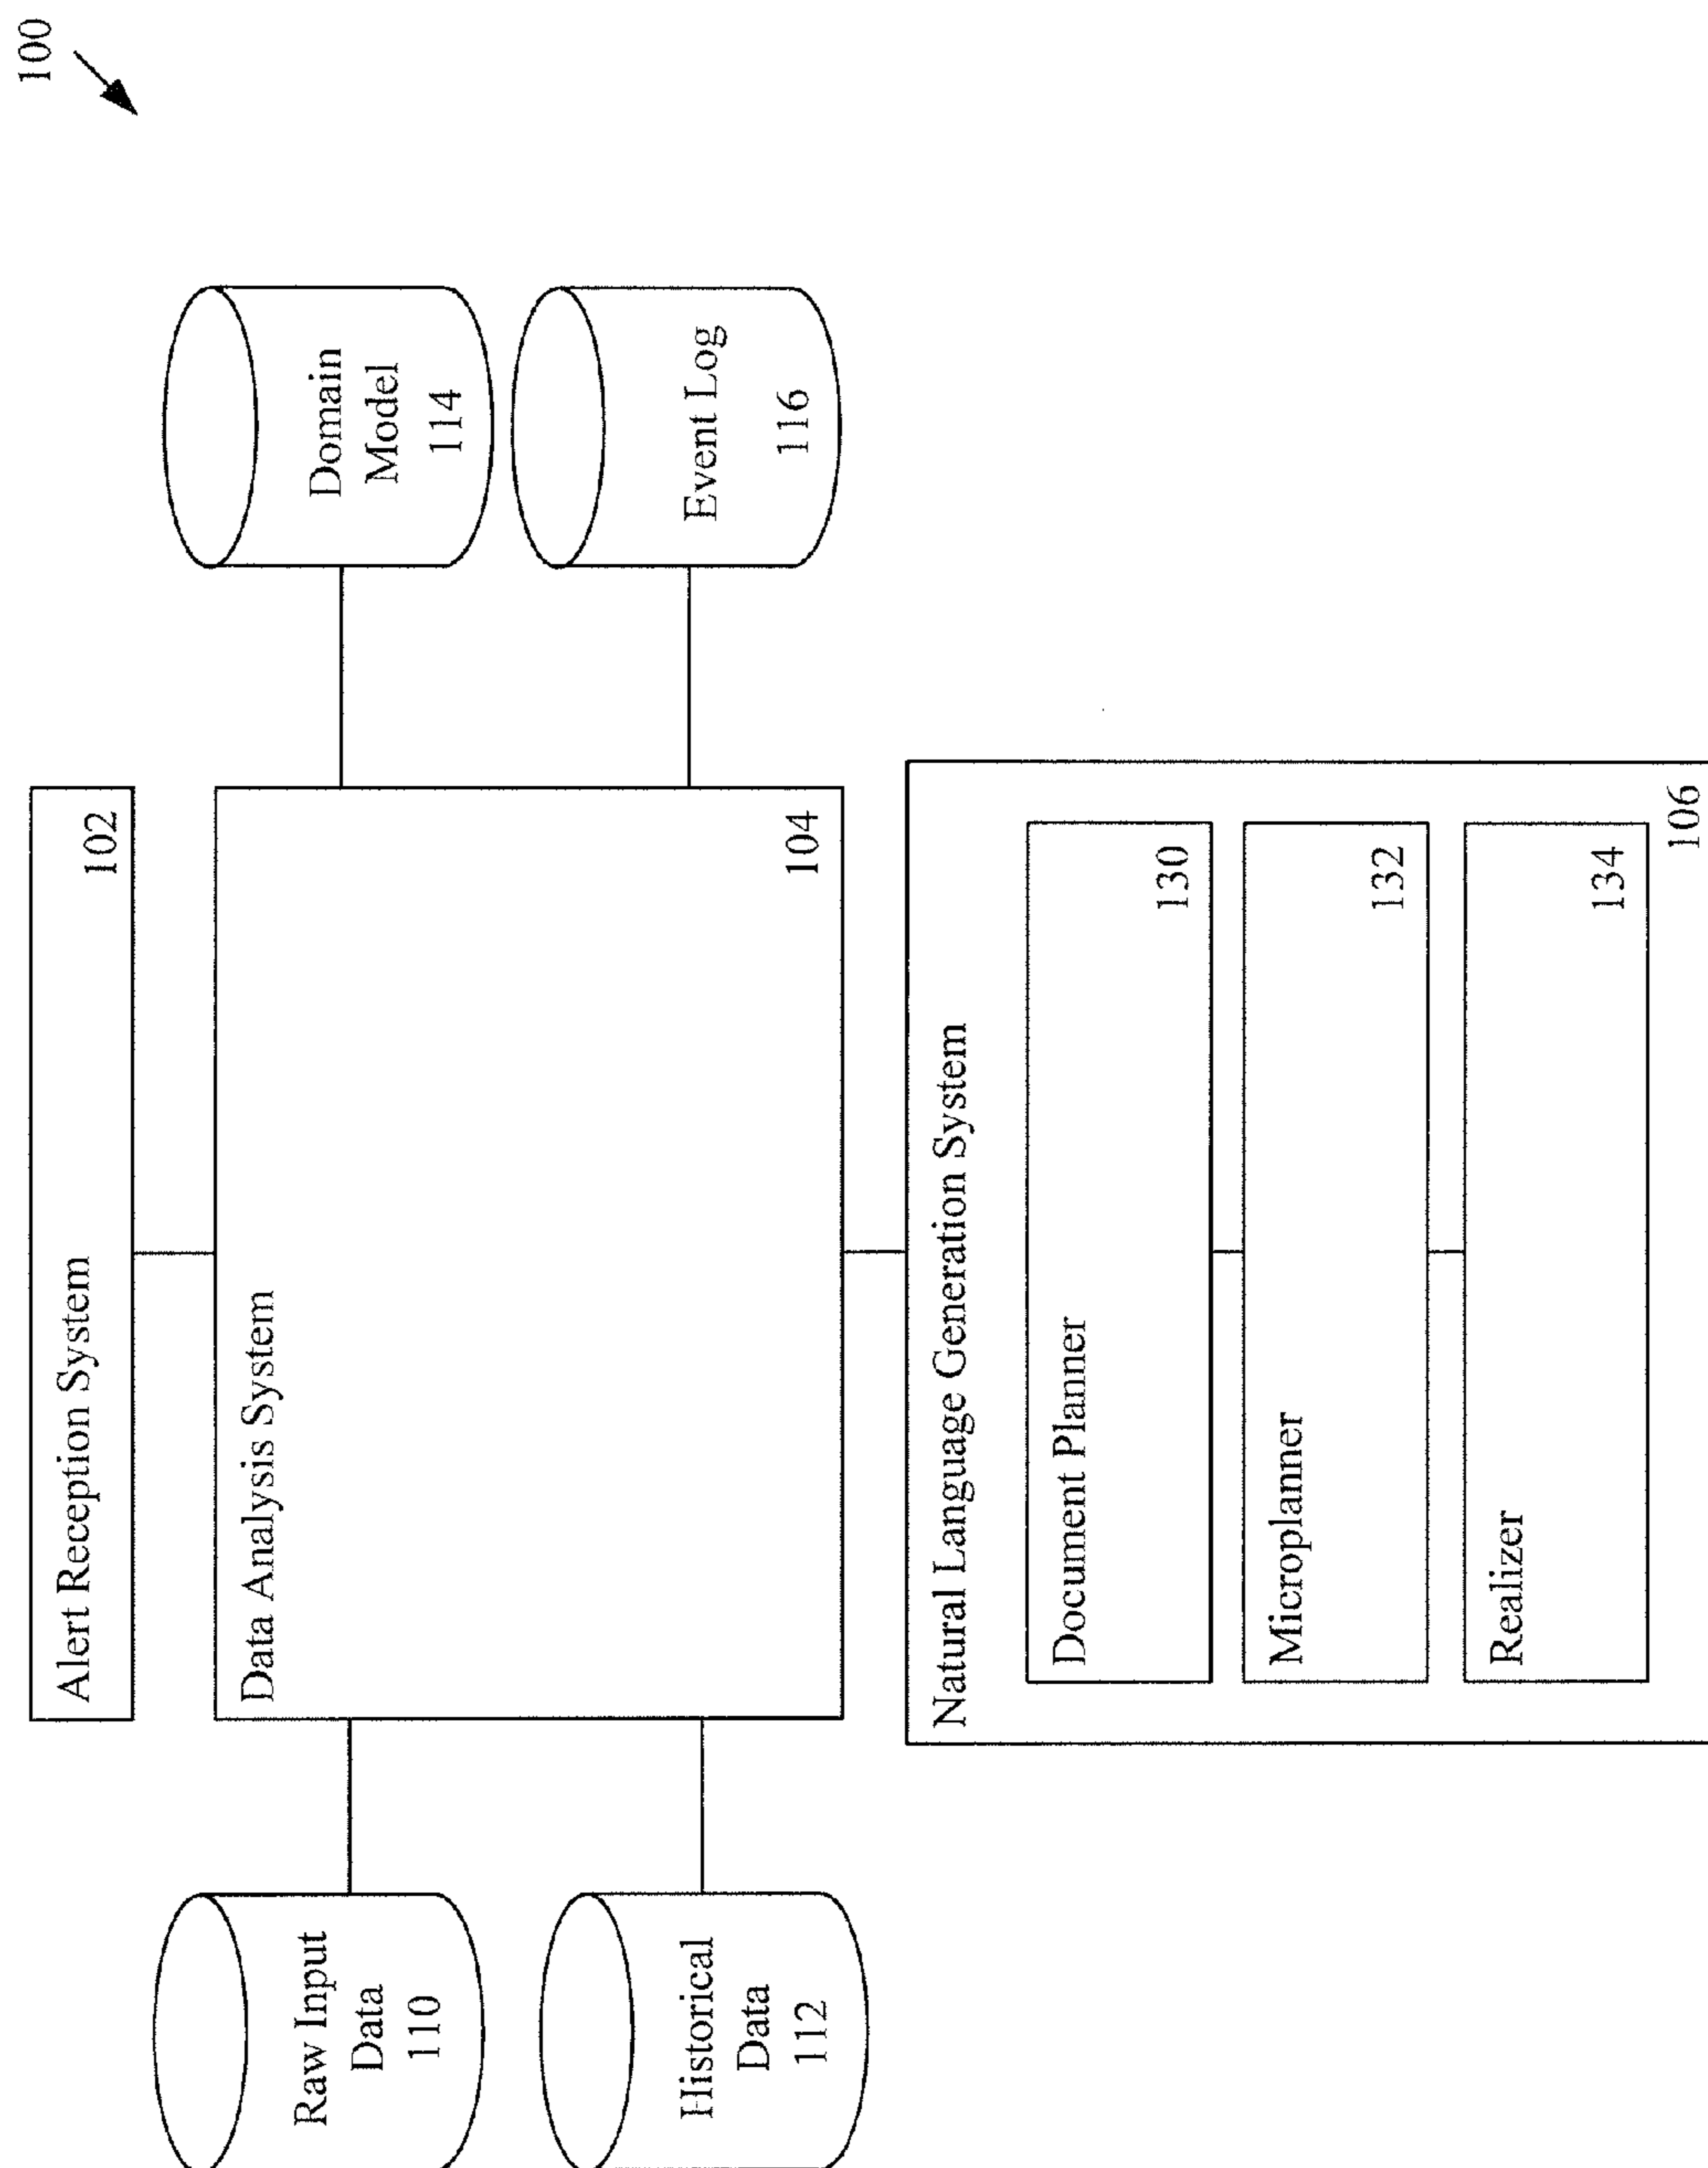 100
Alert Reception System
102
Raw Input
Data
110
Historical
Data
112
Data Analysis System
104
Domain
Model
114
Event Log
116
Natural Language Generation System
Document Planner
130
Microplanner
132
Realizer
134
106